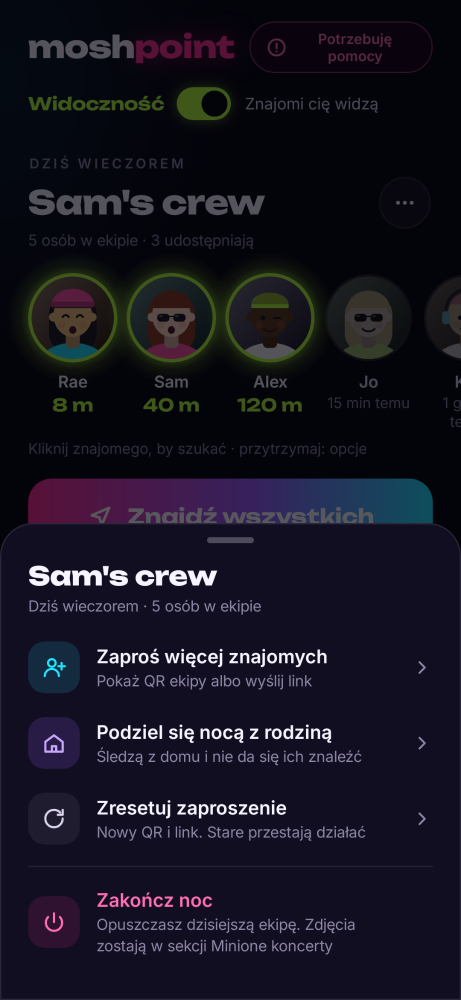 moshpoint
Potrzebuję
pomocy
Widoczność
Znajomi cię widzą
DZIŚ WIECZOREM
Sam's crew
5 osób w ekipie · 3 udostępniają
Rae
Sam
Alex
Jo
8 m
40 m
120 m
15 min temu
Kliknij znajomego, by szukać · przytrzymaj: opcje
Znajdź wszystkich
Sam's crew
Dziś wieczorem · 5 osób w ekipie
Zaproś więcej znajomych
Pokaż QR ekipy albo wyślij link
Podziel się nocą z rodziną
Śledzą z domu i nie da się ich znaleźć
Zresetuj zaproszenie
Nowy QR i link. Stare przestają działać
Zakończ noc
Opuszczasz dzisiejszą ekipę. Zdjęcia
zostają w sekcji Minione koncerty